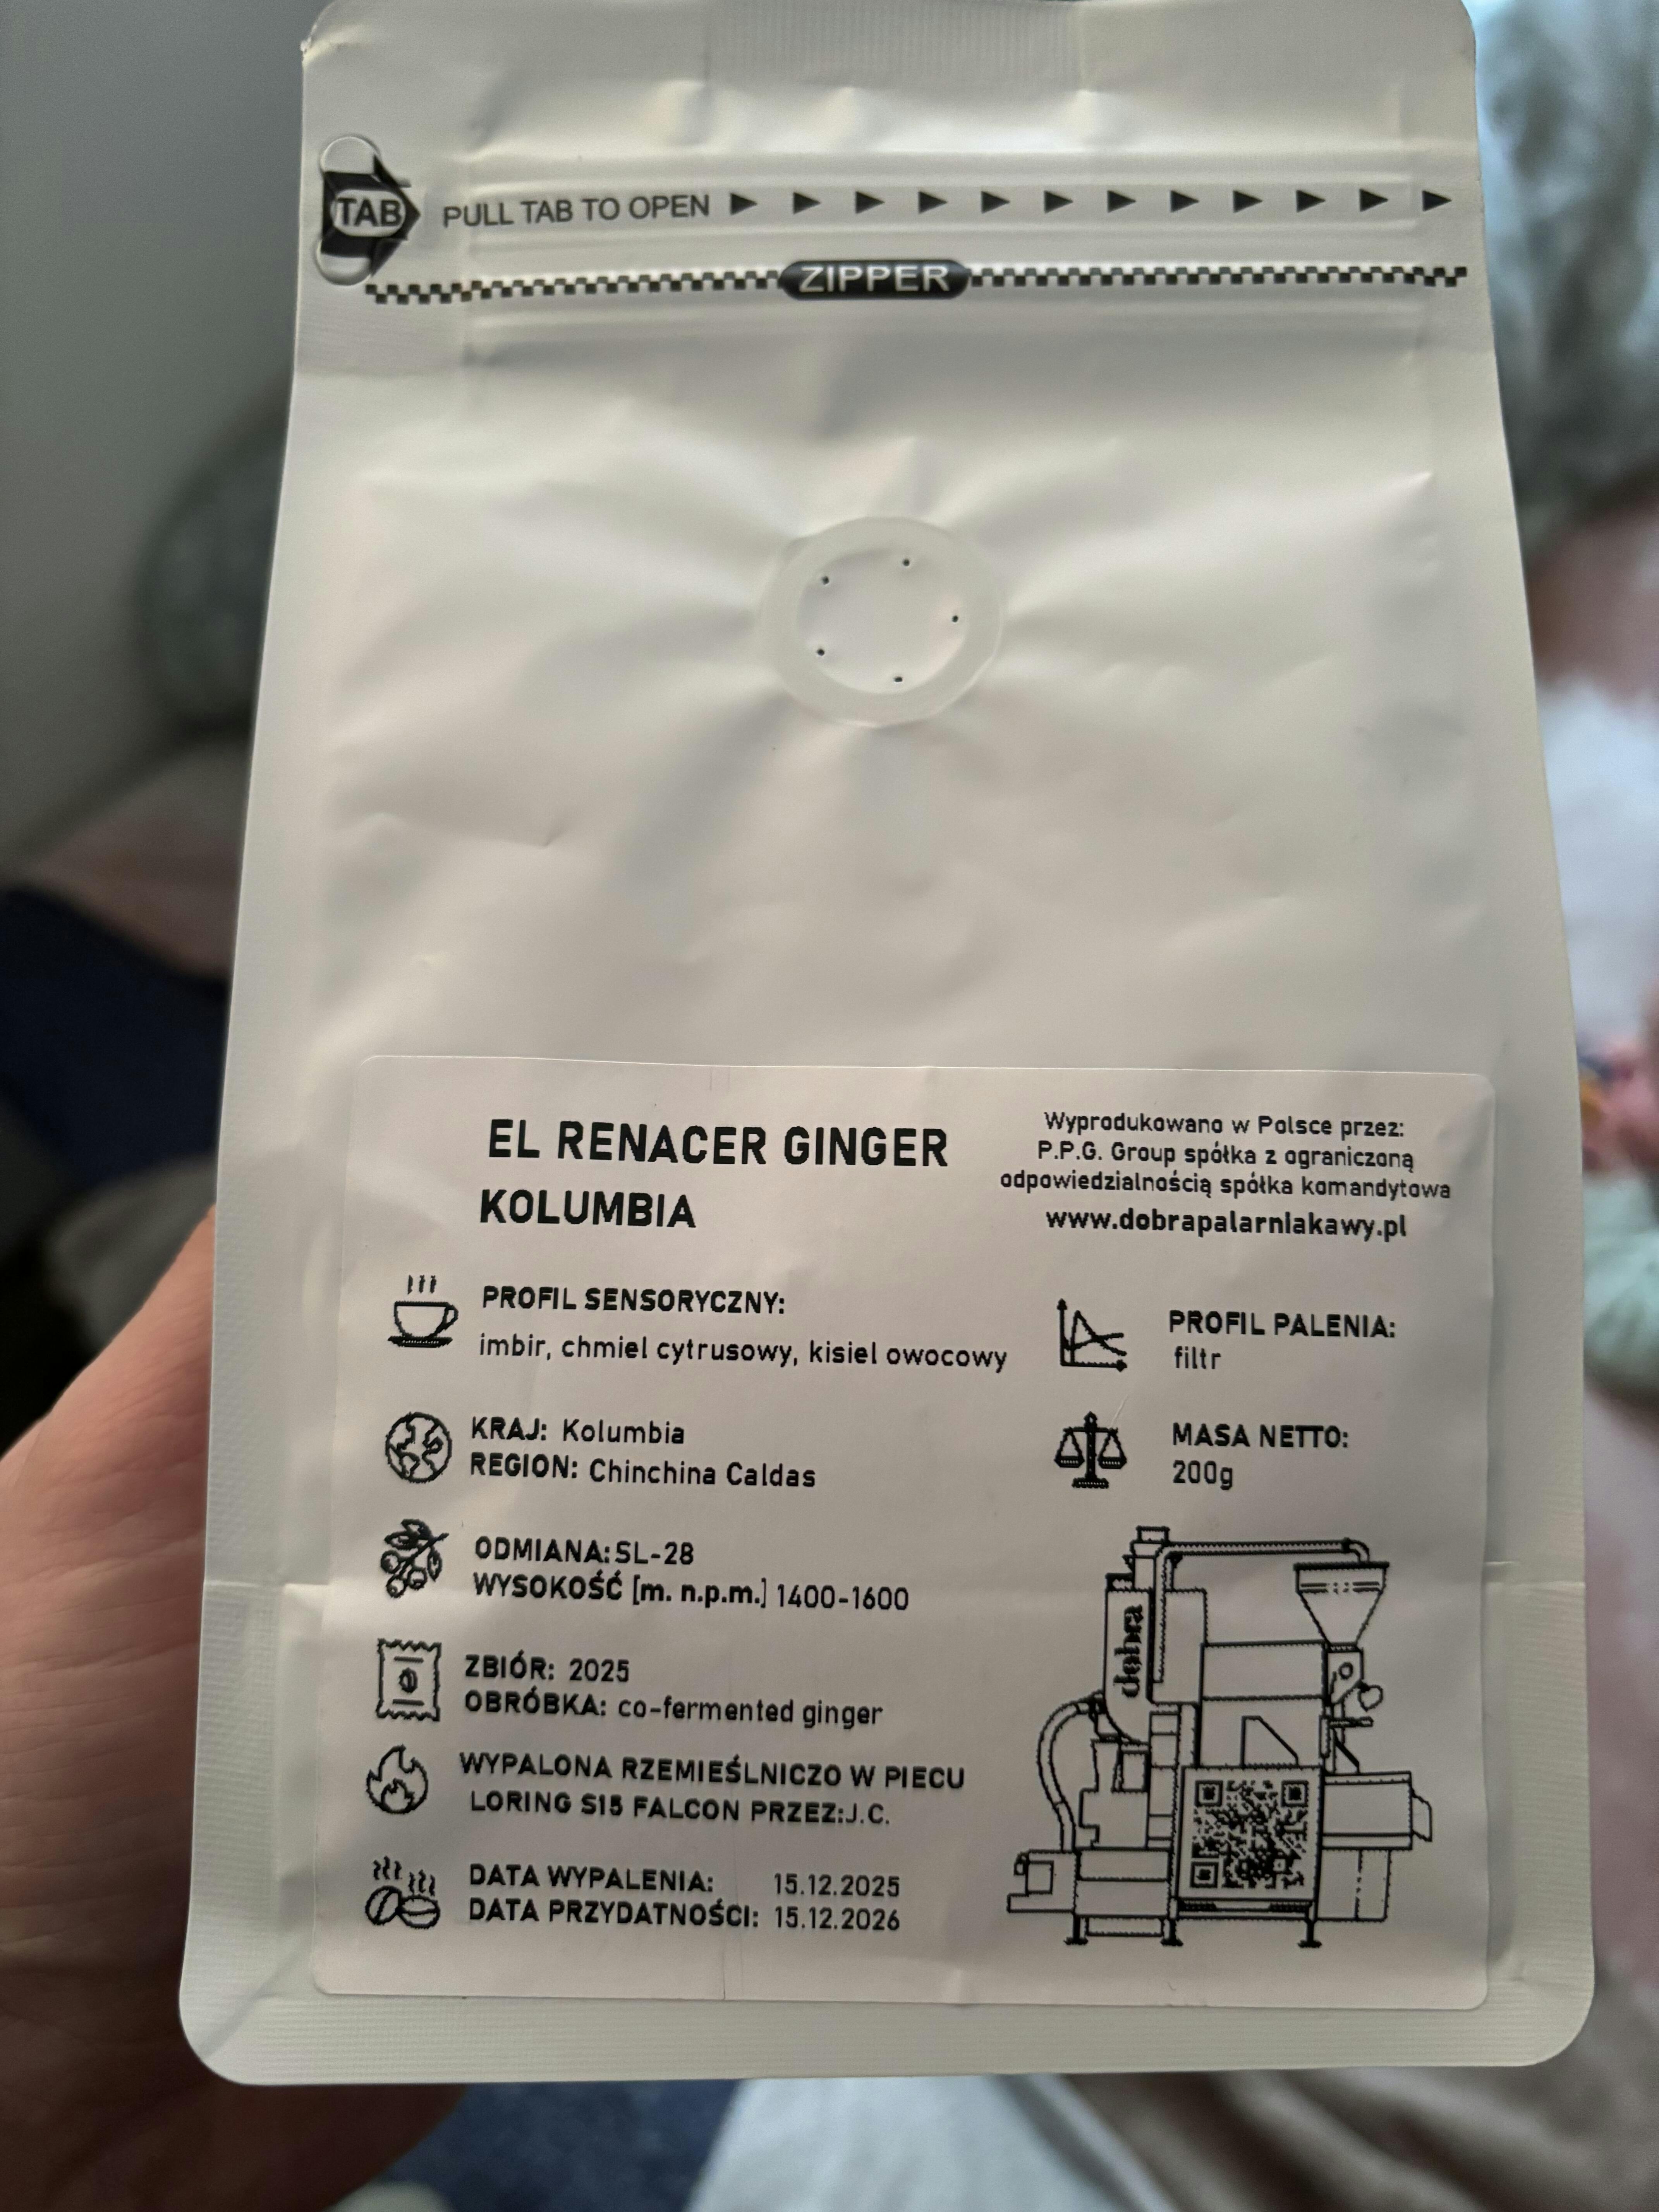 TAB
PULL TAB TO OPEN
ZIPPER
EL RENACER GINGER
KOLUMBIA
Wyprodukowano w Polsce przez:
P.P.G. Group spółka z ograniczoną
odpowiedzialnością spółka komandytowa
www.dobrapalarniakawy.pl
PROFIL SENSORYCZNY:
imbir, chmiel cytrusowy, kisiel owocowy
PROFIL PALENIA:
filtr
KRAJ: Kolumbia
REGION: Chinchina Caldas
MASA NETTO:
200g
ODMIANA: SL-28
WYSOKOŚĆ [m. n.p.m.] 1400-1600
ZBIÓR: 2025
OBRÓBKA: co-fermented ginger
WYPALONA RZEMIEŚLNICZO W PIECU
LORING S15 FALCON PRZEZ:J.C.
DATA WYPALENIA: 15.12.2025
DATA PRZYDATNOŚCI: 15.12.2026
dobra